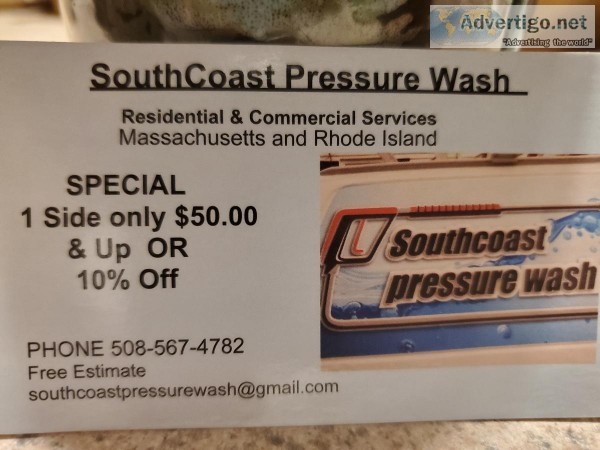 Advertigo.net
"Advertising the world"
SouthCoast Pressure Wash
Residential & Commercial Services
Massachusetts and Rhode Island
SPECIAL
1 Side only $50.00
& Up OR
10% Off
Southcoast
pressure wash
PHONE 508-567-4782
Free Estimate
southcoastpressurewash@gmail.com